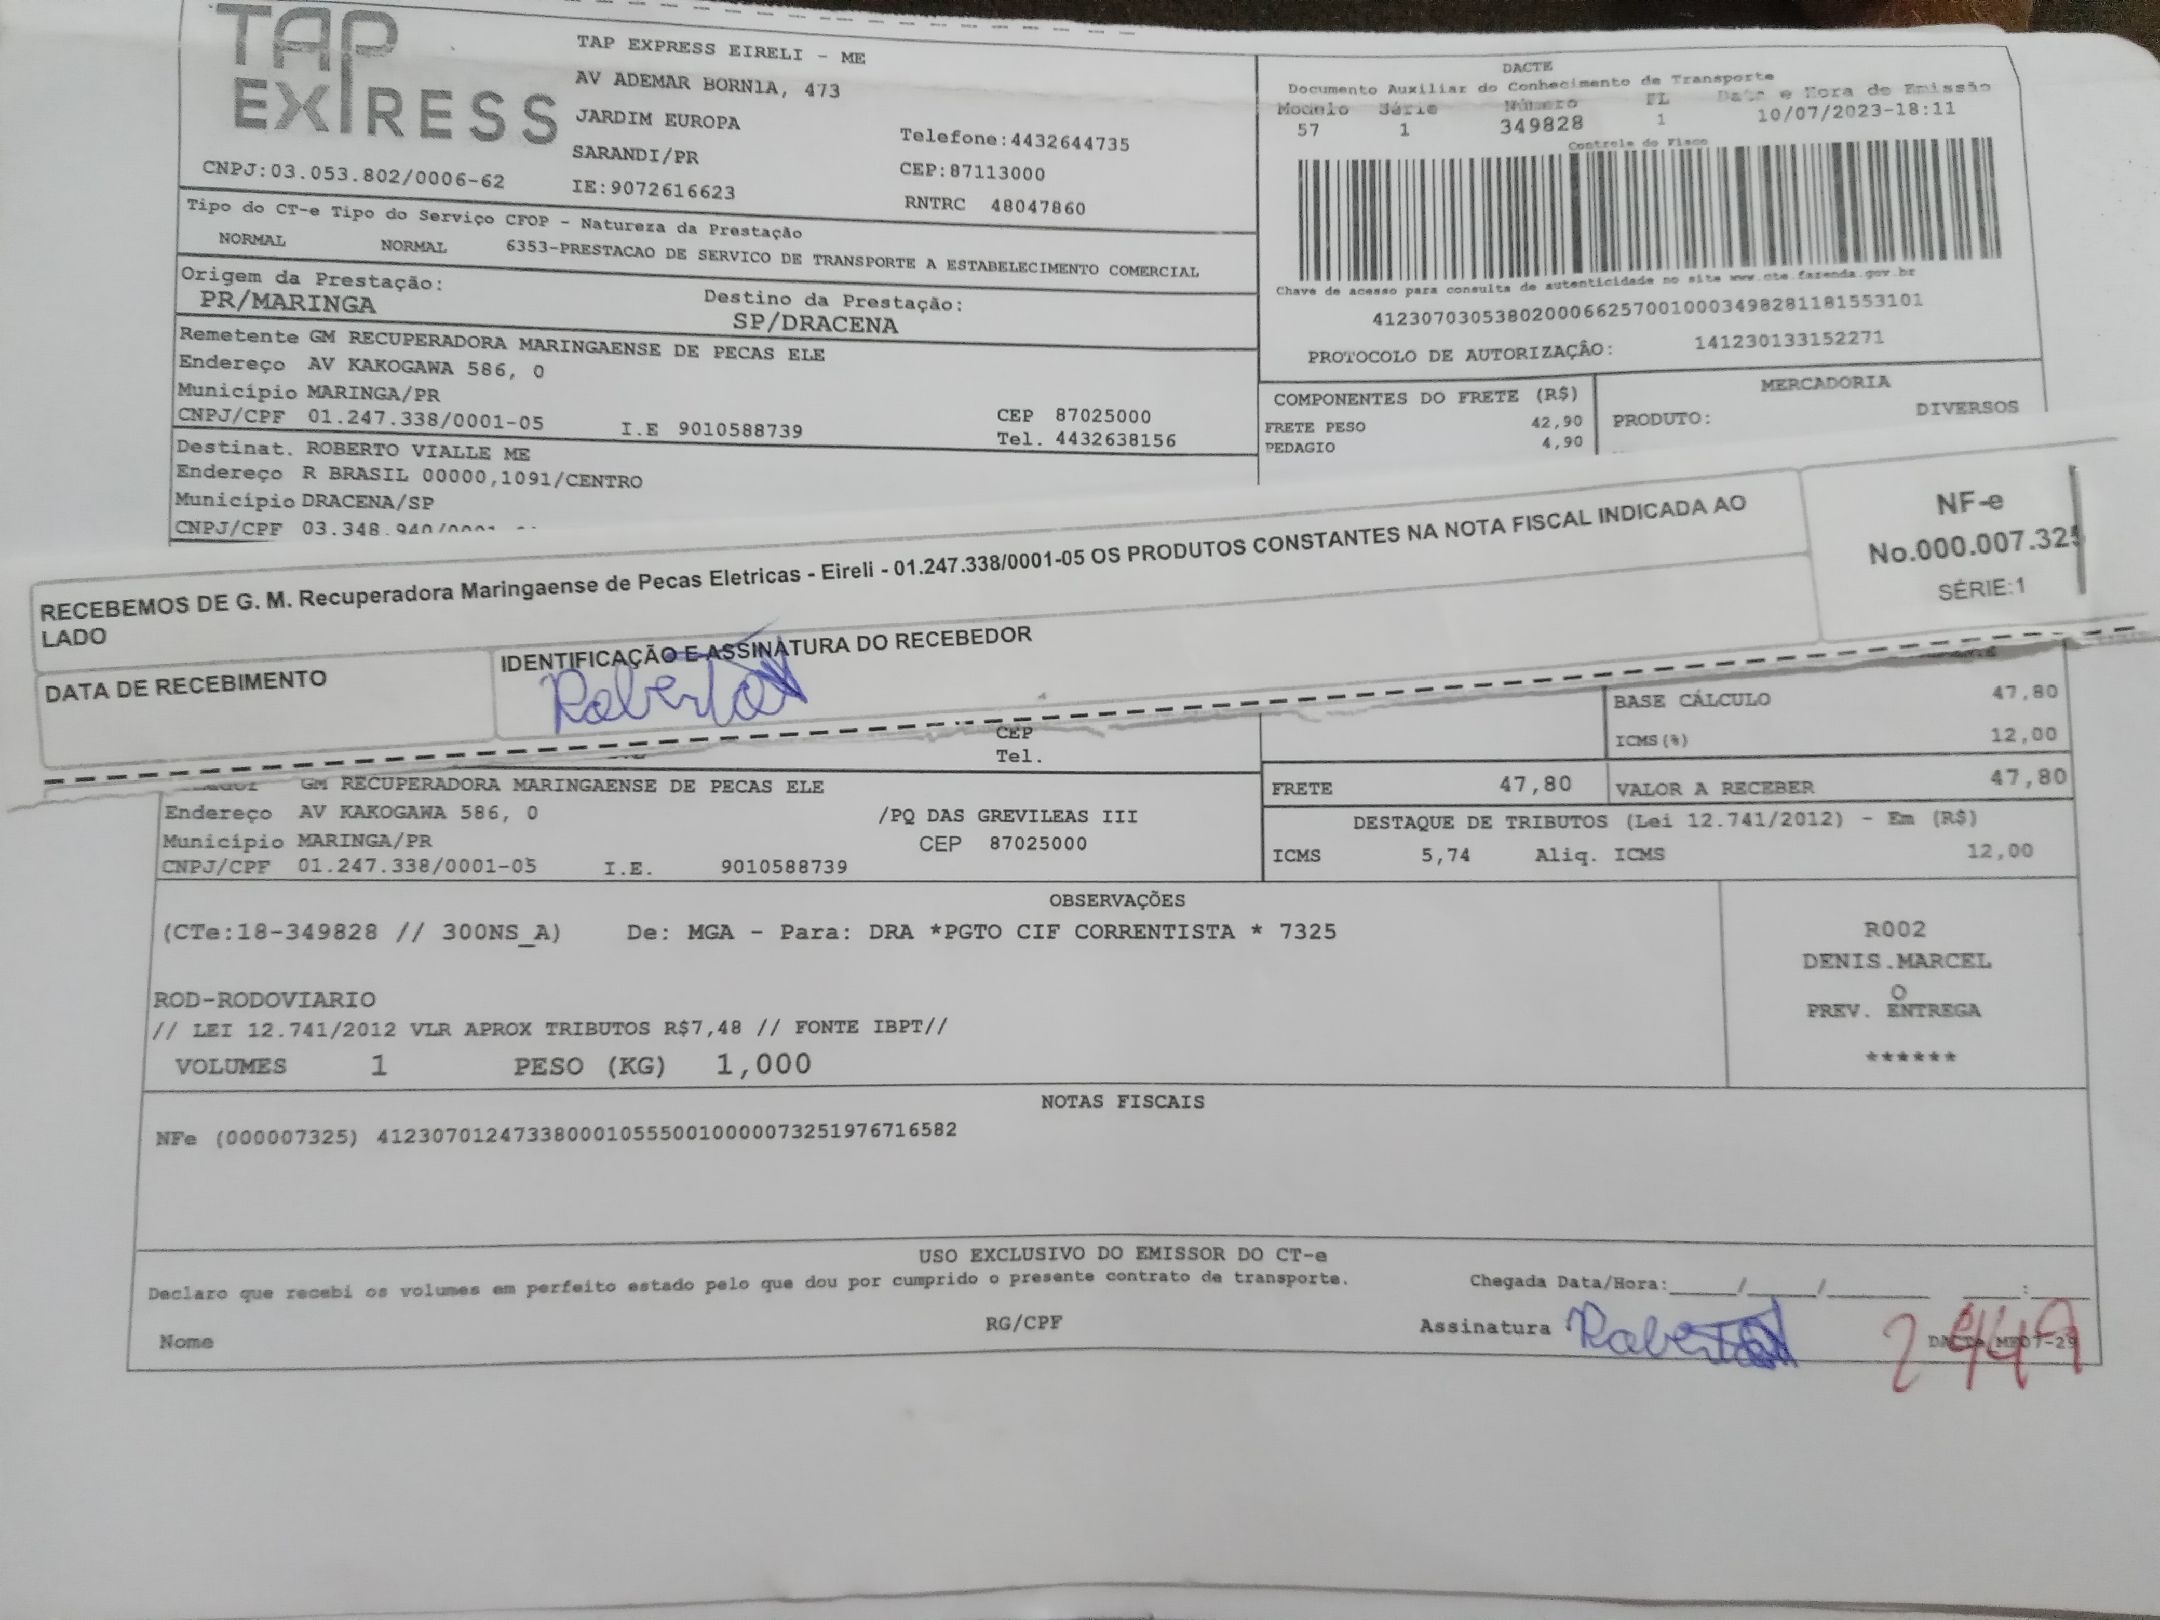 TAP
EXPRESS
CNPJ:03.053.802/0006-62
TAP EXPRESS EIRELI - ME
AV ADEMAR BORNIA, 473
JARDIM EUROPA
SARANDI/PR
IE:9072616623
Telefone:4432644735
CEP:87113000
RNTRC 48047860
DACTE
Documento Auxiliar do Conhecimento de Transporte
Modelo Série Número FL Data e Hora de Emissão
57 1 349828 1 10/07/2023-18:11
Controle do Fisco
Chave de acesso para consulta de autenticidade no site www.cte.fazenda.gov.br
41230703053802000662570010003498281181553101
PROTOCOLO DE AUTORIZAÇÃO: 141230133152271
Tipo do CT-e Tipo do Serviço CFOP - Natureza da Prestação
NORMAL NORMAL 6353-PRESTACAO DE SERVICO DE TRANSPORTE A ESTABELECIMENTO COMERCIAL
Origem da Prestação: Destino da Prestação:
PR/MARINGA SP/DRACENA
Remetente GM RECUPERADORA MARINGAENSE DE PECAS ELE
Endereço AV KAKOGAWA 586, 0
Município MARINGA/PR CEP 87025000
CNPJ/CPF 01.247.338/0001-05 I.E 9010588739 Tel. 4432638156
COMPONENTES DO FRETE (R$)
FRETE PESO 42,90
PEDAGIO 4,90
MERCADORIA
PRODUTO: DIVERSOS
Destinat. ROBERTO VIALLE ME
Endereço R BRASIL 00000,1091/CENTRO
Município DRACENA/SP
CNPJ/CPF 03.348.940/0001
RECEBEMOS DE G. M. Recuperadora Maringaense de Pecas Eletricas - Eireli - 01.247.338/0001-05 OS PRODUTOS CONSTANTES NA NOTA FISCAL INDICADA AO
LADO
NF-e
No.000.007.325
SÉRIE:1
DATA DE RECEBIMENTO
IDENTIFICAÇÃO E ASSINATURA DO RECEBEDOR
Roberto
CEP
Tel.
BASE CÁLCULO 47,80
ICMS(%) 12,00
GM RECUPERADORA MARINGAENSE DE PECAS ELE
Endereço AV KAKOGAWA 586, 0 /PQ DAS GREVILEAS III
Município MARINGA/PR CEP 87025000
CNPJ/CPF 01.247.338/0001-05 I.E. 9010588739
FRETE 47,80 VALOR A RECEBER 47,80
DESTAQUE DE TRIBUTOS (Lei 12.741/2012) - Em (R$)
ICMS 5,74 Aliq. ICMS 12,00
OBSERVAÇÕES
(CTe:18-349828 // 300NS_A) De: MGA - Para: DRA *PGTO CIF CORRENTISTA * 7325
ROD-RODOVIARIO
// LEI 12.741/2012 VLR APROX TRIBUTOS R$7,48 // FONTE IBPT//
VOLUMES 1 PESO (KG) 1,000
R002
DENIS.MARCEL
O
PREV. ENTREGA
******
NOTAS FISCAIS
NFe (000007325) 41230701247338000105550010000073251976716582
USO EXCLUSIVO DO EMISSOR DO CT-e
Declaro que recebi os volumes em perfeito estado pelo que dou por cumprido o presente contrato de transporte.
Chegada Data/Hora:_____/_____/_______ ____:____
Nome RG/CPF Assinatura Roberto